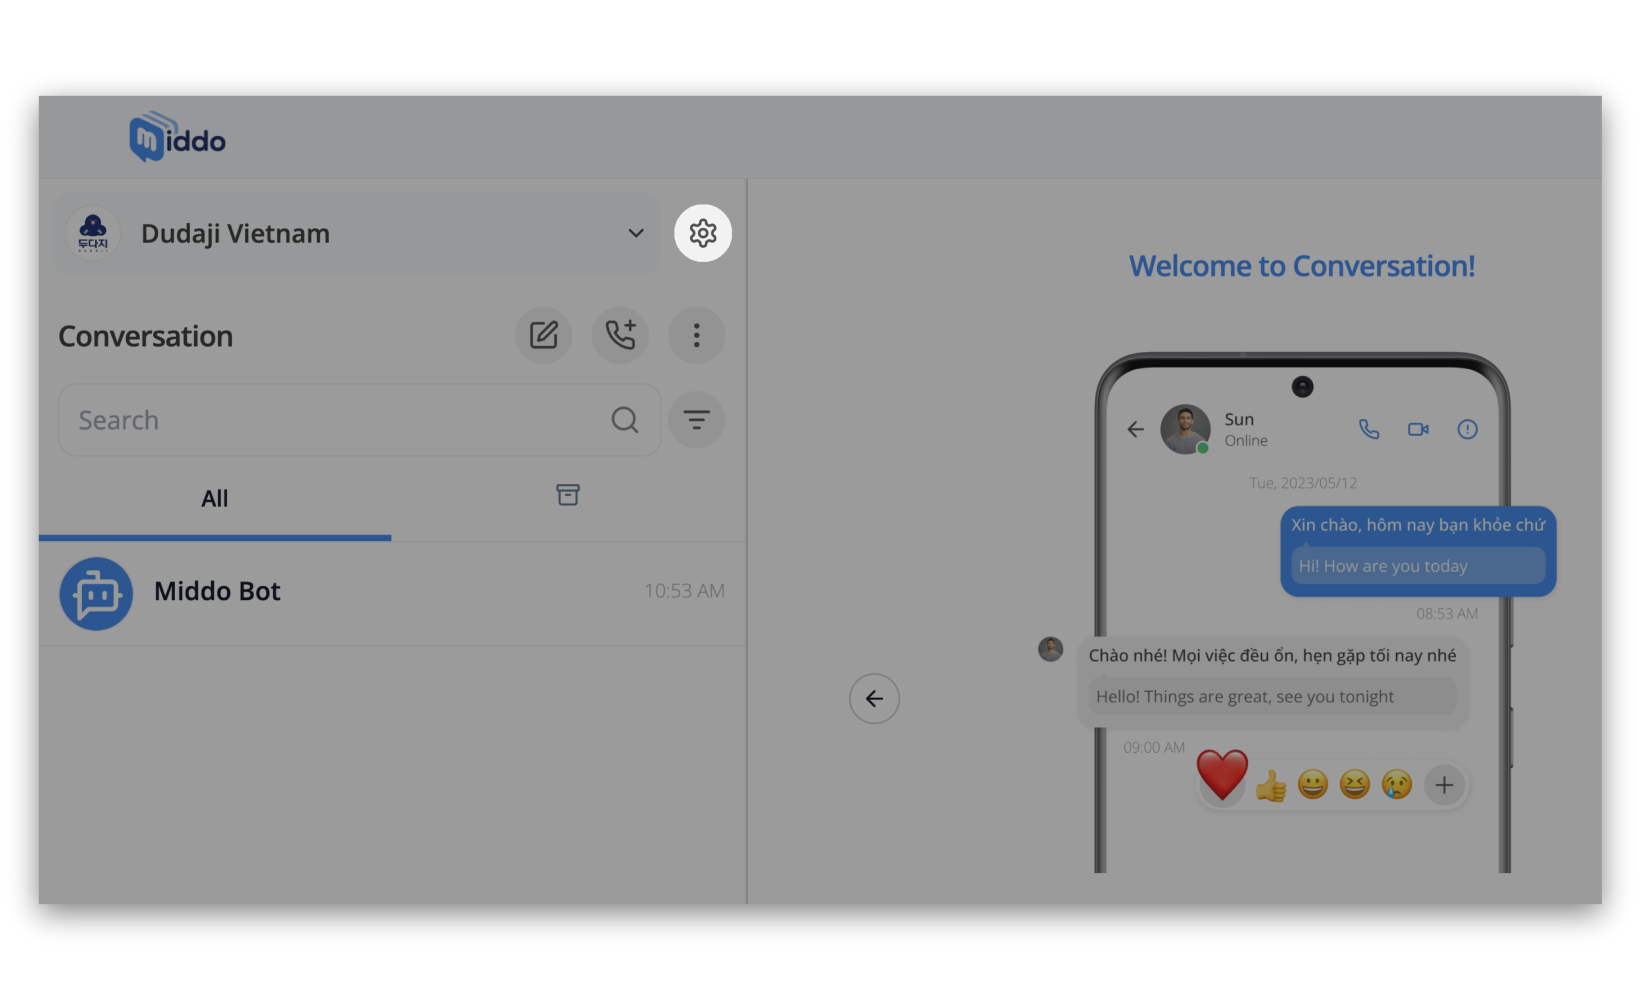 middo
두다지
Dudaji Vietnam
Conversation
Search
All
Middo Bot
10:53 AM
Welcome to Conversation!
Sun
Online
Tue, 2023/05/12
Xin chào, hôm nay bạn khỏe chứ
Hi! How are you today
08:53 AM
Chào nhé! Mọi việc đều ổn, hẹn gặp tối nay nhé
Hello! Things are great, see you tonight
09:00 AM